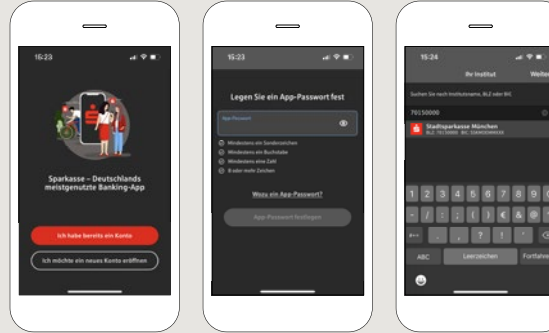 15:23
Sparkasse – Deutschlands
meistgenutzte Banking-App
Ich habe bereits ein Konto
Ich möchte ein neues Konto eröffnen
15:23
Legen Sie ein App-Passwort fest
App-Passwort
Mindestens ein Sonderzeichen
Mindestens ein Buchstabe
Mindestens eine Zahl
8 oder mehr Zeichen
Wozu ein App-Passwort?
App-Passwort festlegen
15:24
Ihr Institut
Weiter
Suchen Sie nach Institutsname, BLZ oder BIC
70150000
Stadtsparkasse München
BLZ: 70150000 BIC: SSKMDEMMXXX
1 2 3 4 5 6 7 8 9 0
- / : ; ( ) € & @
#+= . , ? ! '
ABC Leerzeichen Fortfahren